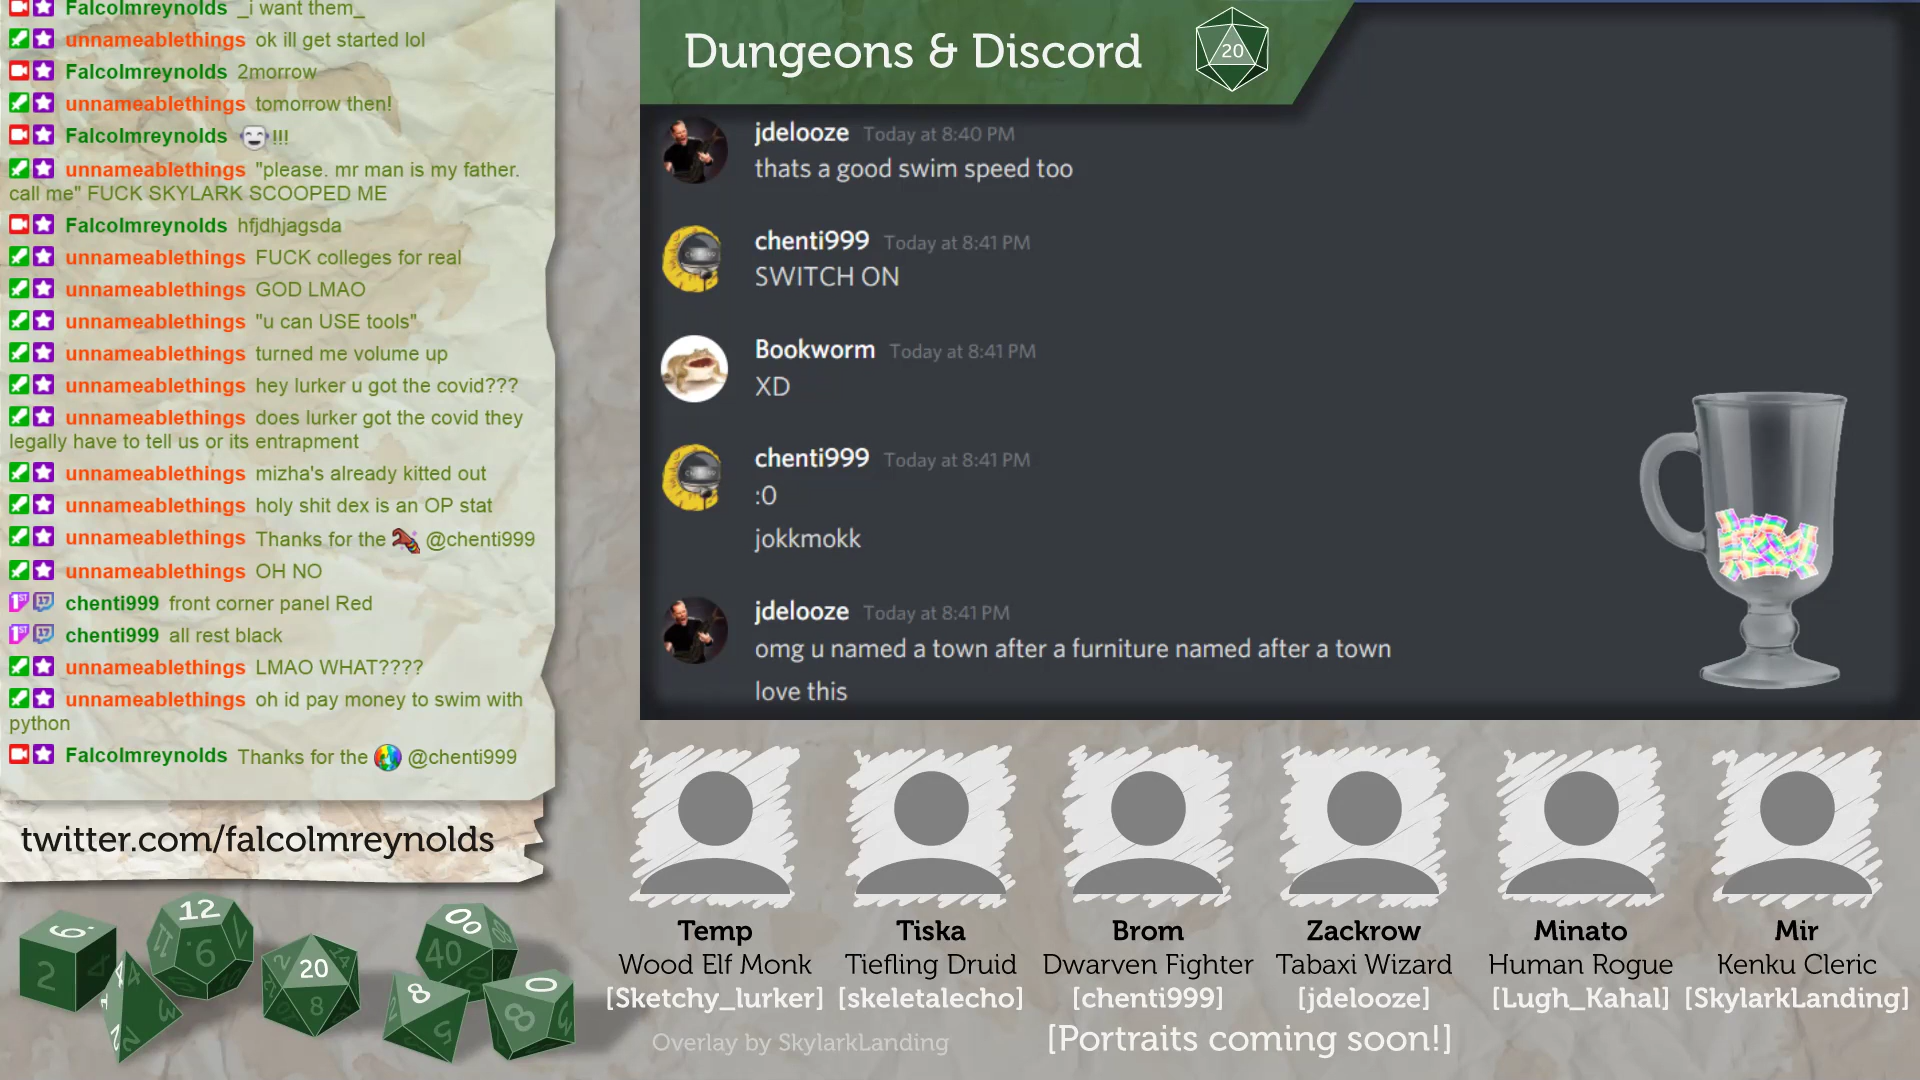 Falcolmreynolds _i want them_
unnameablethings ok ill get started lol
Falcolmreynolds 2morrow
unnameablethings tomorrow then!
Falcolmreynolds !!!
unnameablethings "please. mr man is my father.
call me" FUCK SKYLARK SCOOPED ME
Falcolmreynolds hfjdhjagsda
unnameablethings FUCK colleges for real
unnameablethings GOD LMAO
unnameablethings "u can USE tools"
unnameablethings turned me volume up
unnameablethings hey lurker u got the covid???
unnameablethings does lurker got the covid they
legally have to tell us or its entrapment
unnameablethings mizha's already kitted out
unnameablethings holy shit dex is an OP stat
unnameablethings Thanks for the @chenti999
unnameablethings OH NO
chenti999 front corner panel Red
chenti999 all rest black
unnameablethings LMAO WHAT????
unnameablethings oh id pay money to swim with
python
Falcolmreynolds Thanks for the @chenti999
twitter.com/falcolmreynolds
Dungeons & Discord
20
jdelooze Today at 8:40 PM
thats a good swim speed too
chenti999 Today at 8:41 PM
SWITCH ON
Bookworm Today at 8:41 PM
XD
chenti999 Today at 8:41 PM
:0
jokkmokk
jdelooze Today at 8:41 PM
omg u named a town after a furniture named after a town
love this
Temp
Wood Elf Monk
[Sketchy_lurker]
Tiska
Tiefling Druid
[skeletalecho]
Brom
Dwarven Fighter
[chenti999]
Zackrow
Tabaxi Wizard
[jdelooze]
Minato
Human Rogue
[Lugh_Kahal]
Mir
Kenku Cleric
[SkylarkLanding]
Overlay by SkylarkLanding
[Portraits coming soon!]
6.
2
12
6
20
8
00
40
8
5
0
8